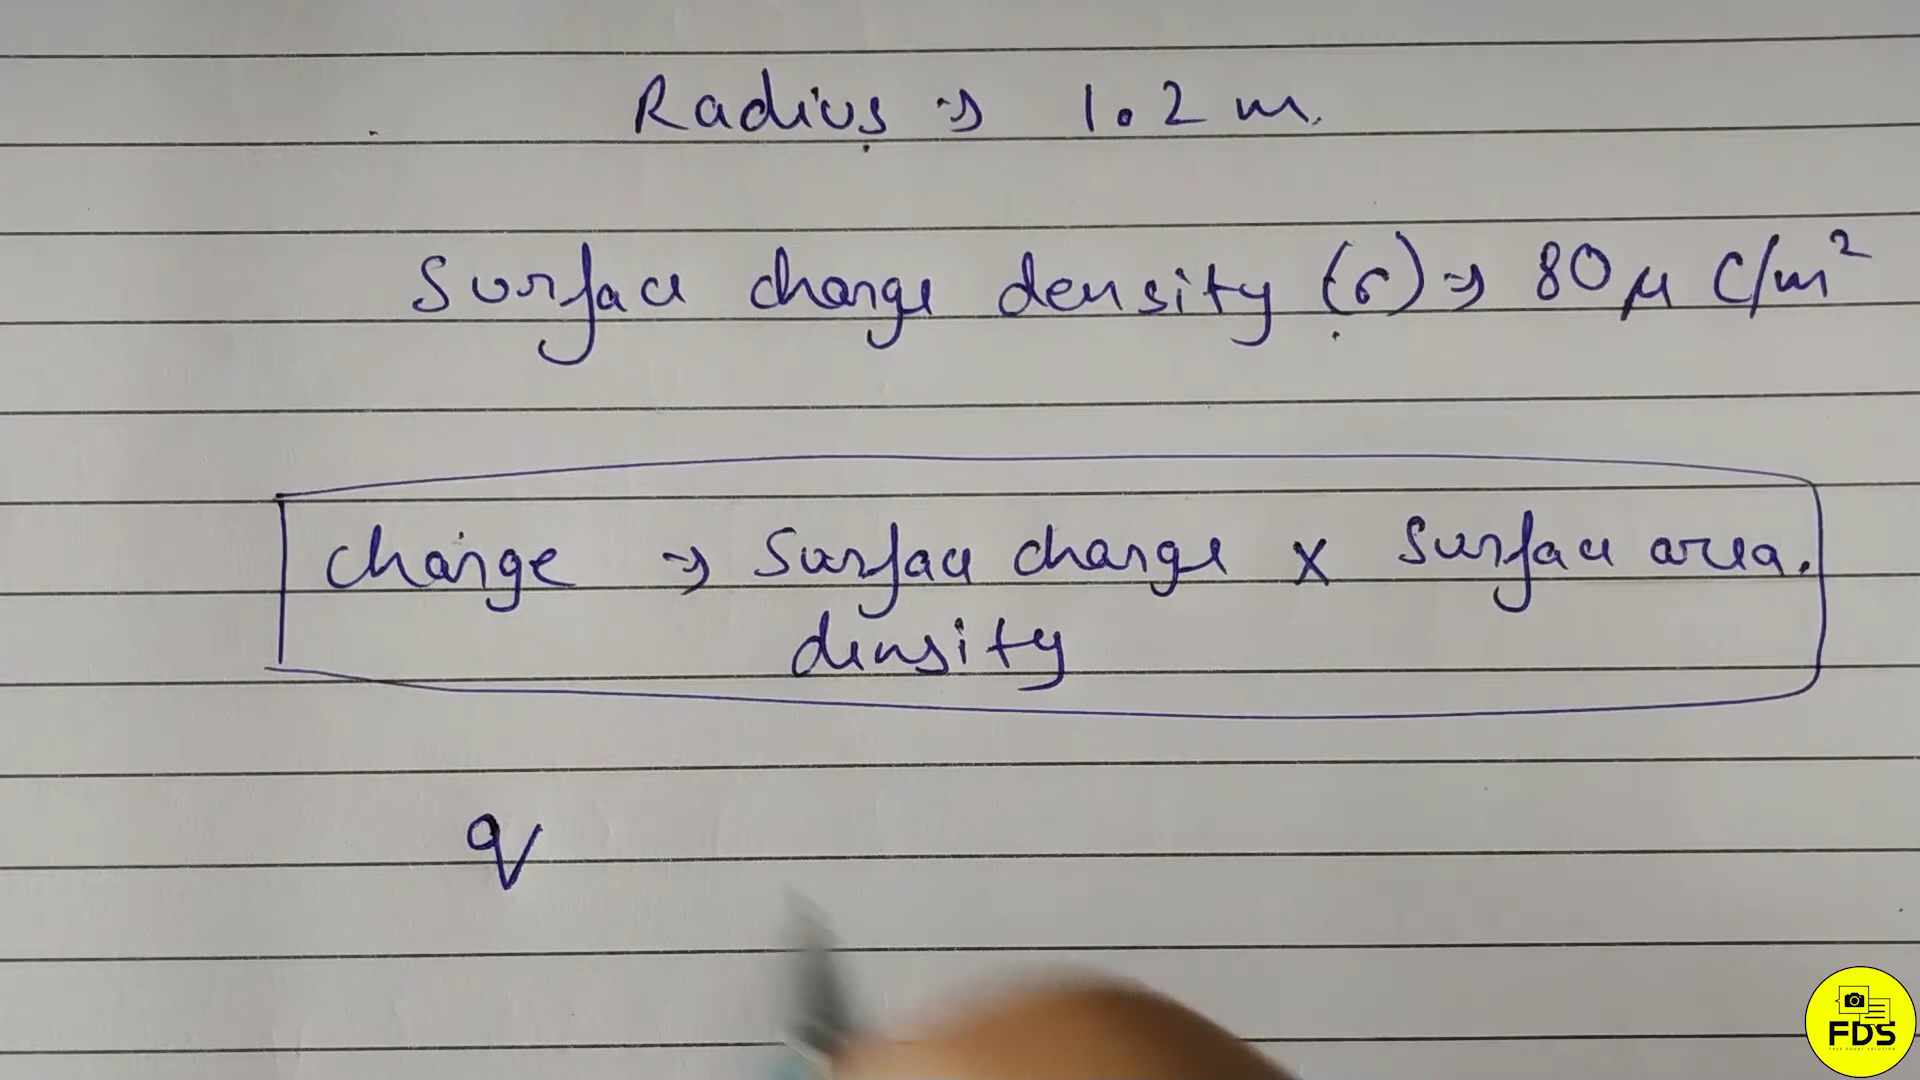 Radius ⇒ 1.2 m.
Surface charge density (σ) ⇒ 80 μ C/m²
Charge ⇒ Surface charge × Surface area.
density
q
FDS